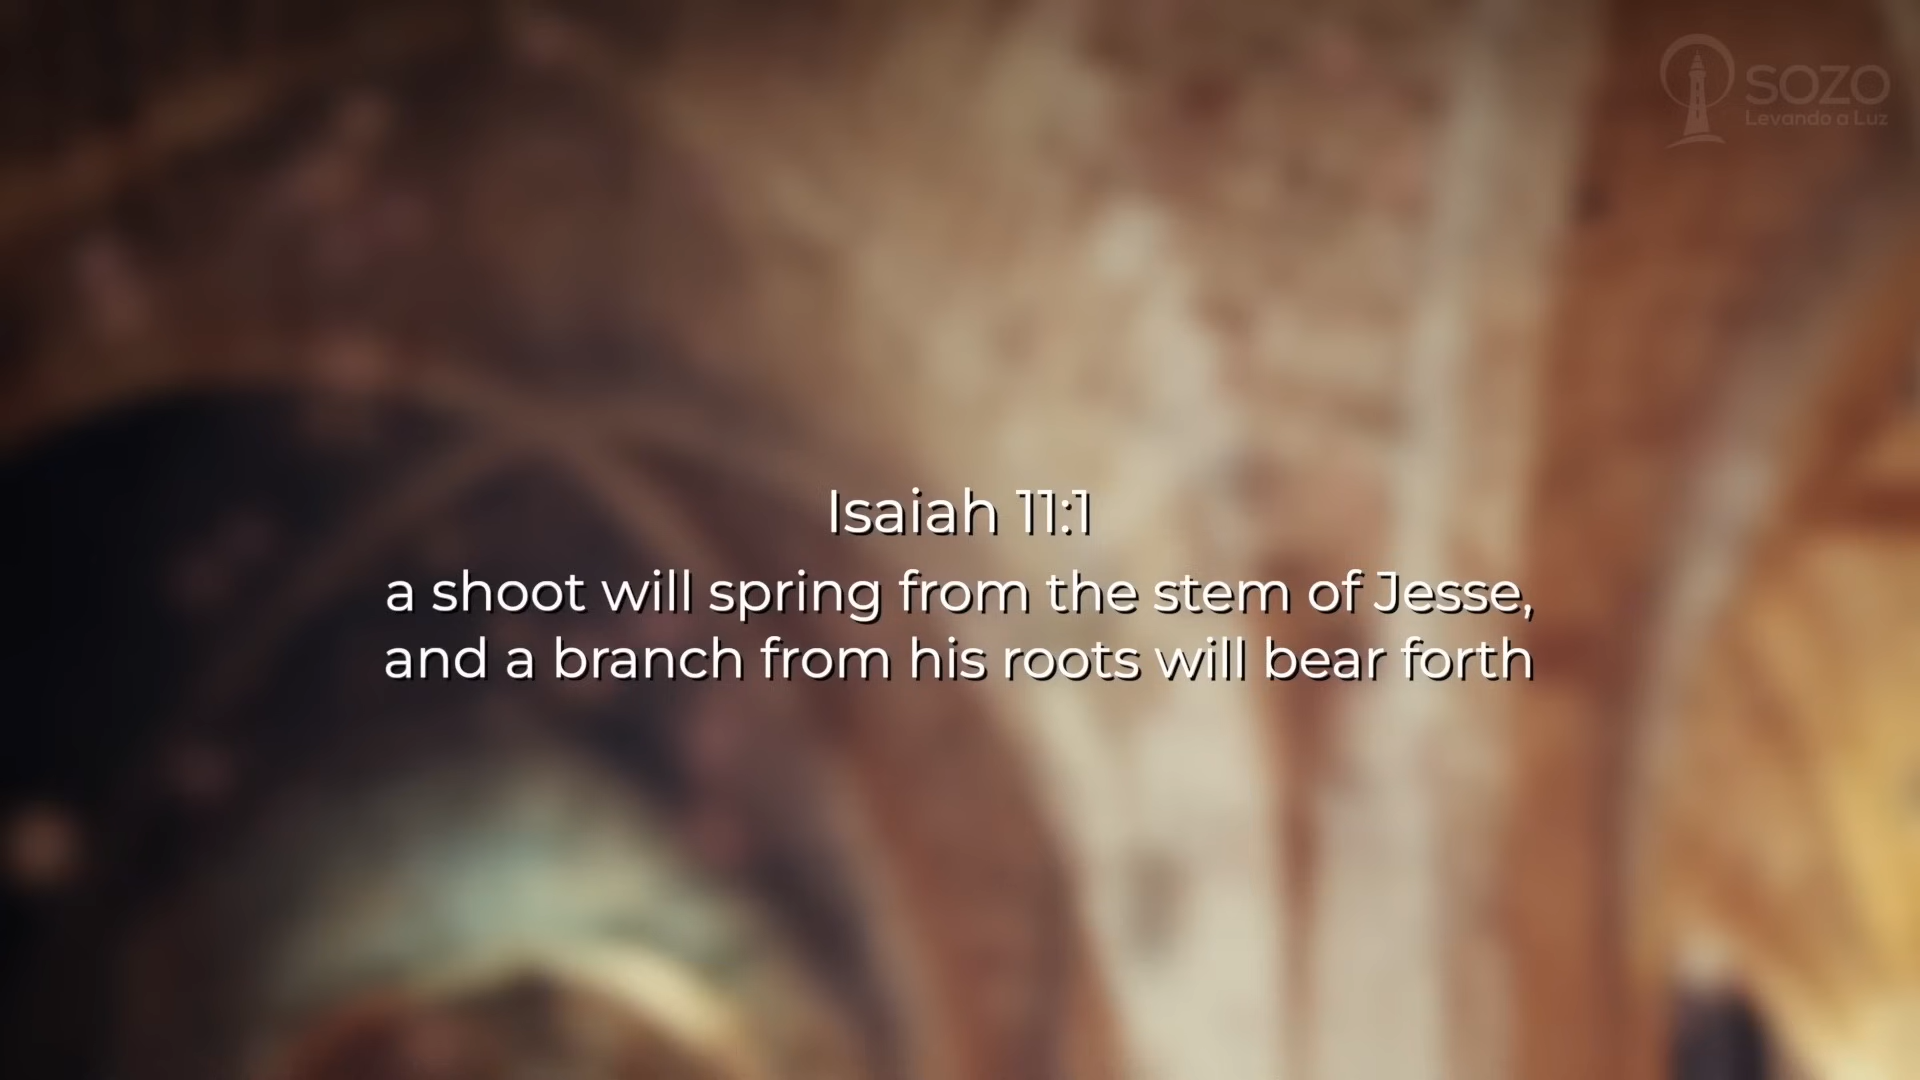 SOZO
Levando a Luz
Isaiah 11:1
a shoot will spring from the stem of Jesse,
and a branch from his roots will bear forth